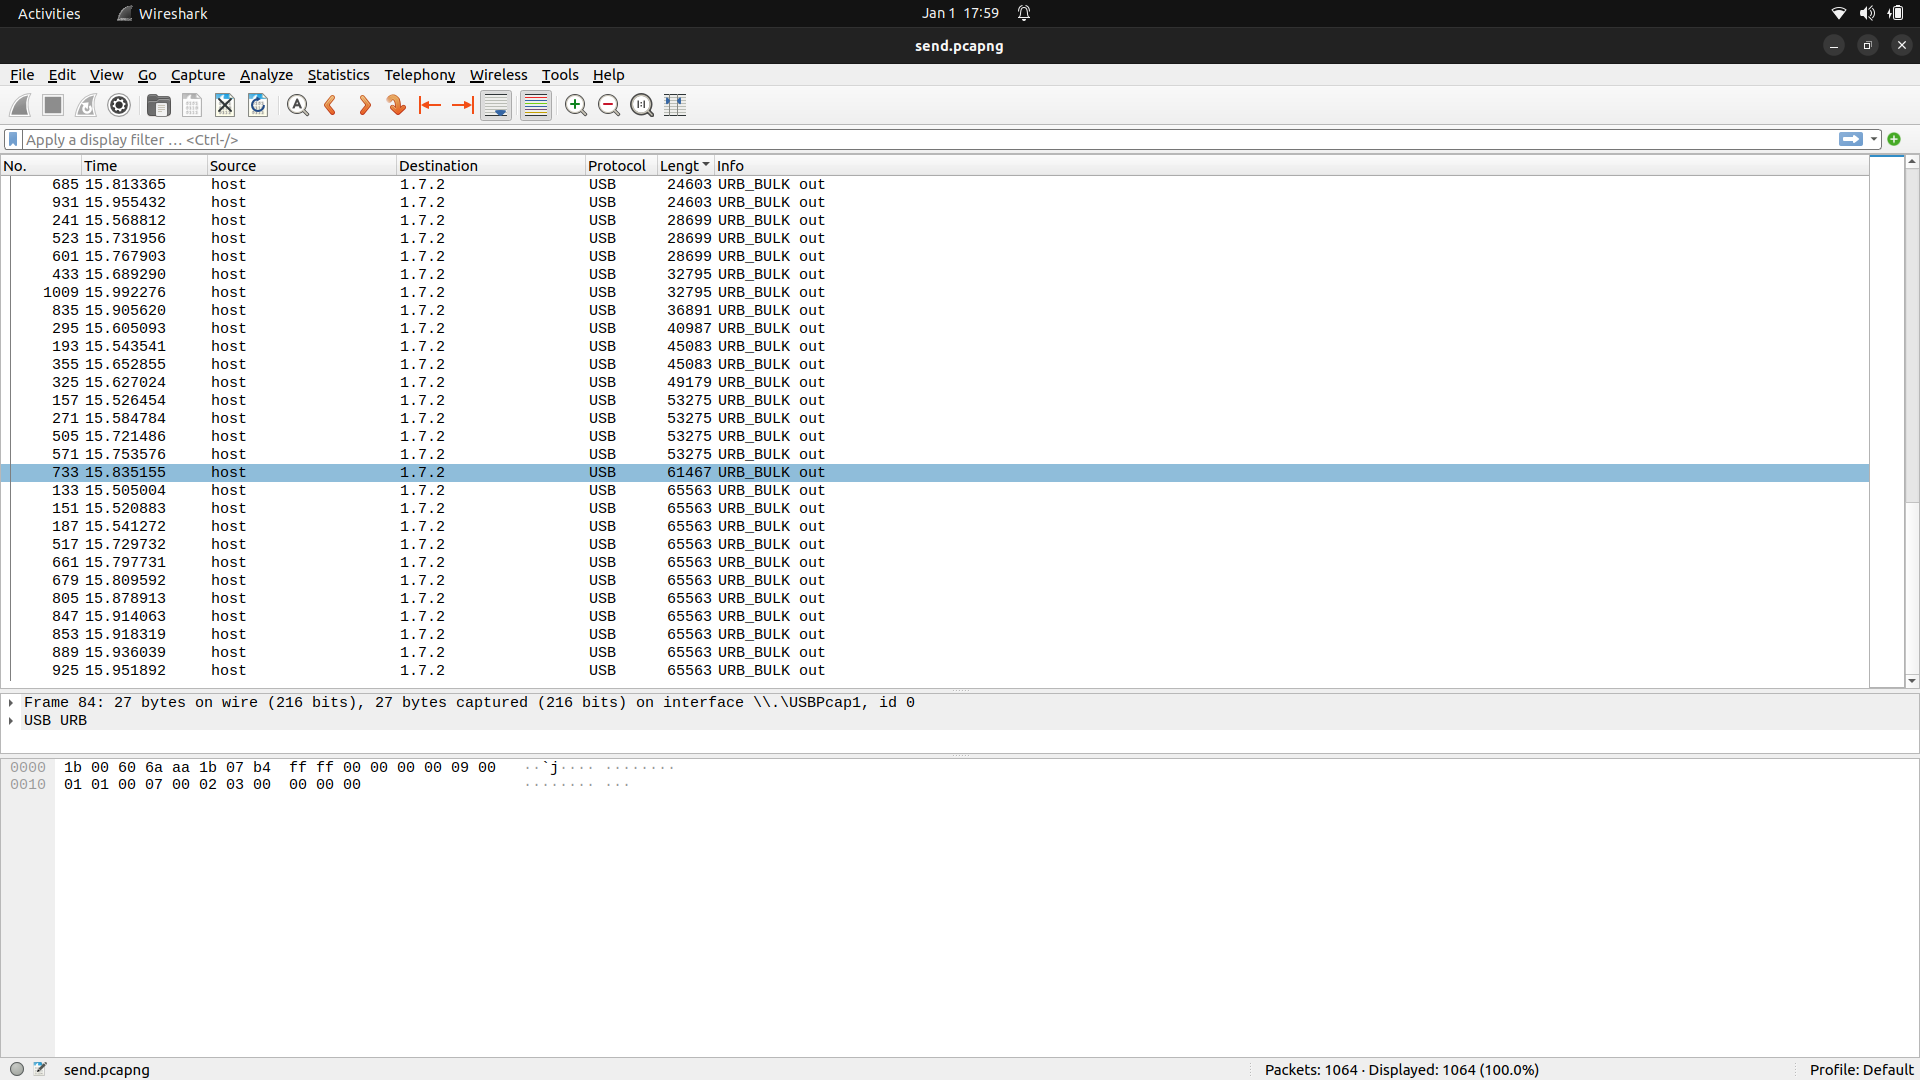 Activities Wireshark Jan 1 17:59
send.pcapng
File Edit View Go Capture Analyze Statistics Telephony Wireless Tools Help
Apply a display filter … <Ctrl-/>
No. Time Source Destination Protocol Lengt Info
685 15.813365 host 1.7.2 USB 24603 URB_BULK out
931 15.955432 host 1.7.2 USB 24603 URB_BULK out
241 15.568812 host 1.7.2 USB 28699 URB_BULK out
523 15.731956 host 1.7.2 USB 28699 URB_BULK out
601 15.767903 host 1.7.2 USB 28699 URB_BULK out
433 15.689290 host 1.7.2 USB 32795 URB_BULK out
1009 15.992276 host 1.7.2 USB 32795 URB_BULK out
835 15.905620 host 1.7.2 USB 36891 URB_BULK out
295 15.605093 host 1.7.2 USB 40987 URB_BULK out
193 15.543541 host 1.7.2 USB 45083 URB_BULK out
355 15.652855 host 1.7.2 USB 45083 URB_BULK out
325 15.627024 host 1.7.2 USB 49179 URB_BULK out
157 15.526454 host 1.7.2 USB 53275 URB_BULK out
271 15.584784 host 1.7.2 USB 53275 URB_BULK out
505 15.721486 host 1.7.2 USB 53275 URB_BULK out
571 15.753576 host 1.7.2 USB 53275 URB_BULK out
733 15.835155 host 1.7.2 USB 61467 URB_BULK out
133 15.505004 host 1.7.2 USB 65563 URB_BULK out
151 15.520883 host 1.7.2 USB 65563 URB_BULK out
187 15.541272 host 1.7.2 USB 65563 URB_BULK out
517 15.729732 host 1.7.2 USB 65563 URB_BULK out
661 15.797731 host 1.7.2 USB 65563 URB_BULK out
679 15.809592 host 1.7.2 USB 65563 URB_BULK out
805 15.878913 host 1.7.2 USB 65563 URB_BULK out
847 15.914063 host 1.7.2 USB 65563 URB_BULK out
853 15.918319 host 1.7.2 USB 65563 URB_BULK out
889 15.936039 host 1.7.2 USB 65563 URB_BULK out
925 15.951892 host 1.7.2 USB 65563 URB_BULK out
Frame 84: 27 bytes on wire (216 bits), 27 bytes captured (216 bits) on interface \\.\USBPcap1, id 0
USB URB
0000 1b 00 60 6a aa 1b 07 b4 ff ff 00 00 00 00 09 00 ··`j···· ········
0010 01 01 00 07 00 02 03 00 00 00 00 ········ ···
send.pcapng Packets: 1064 · Displayed: 1064 (100.0%) Profile: Default